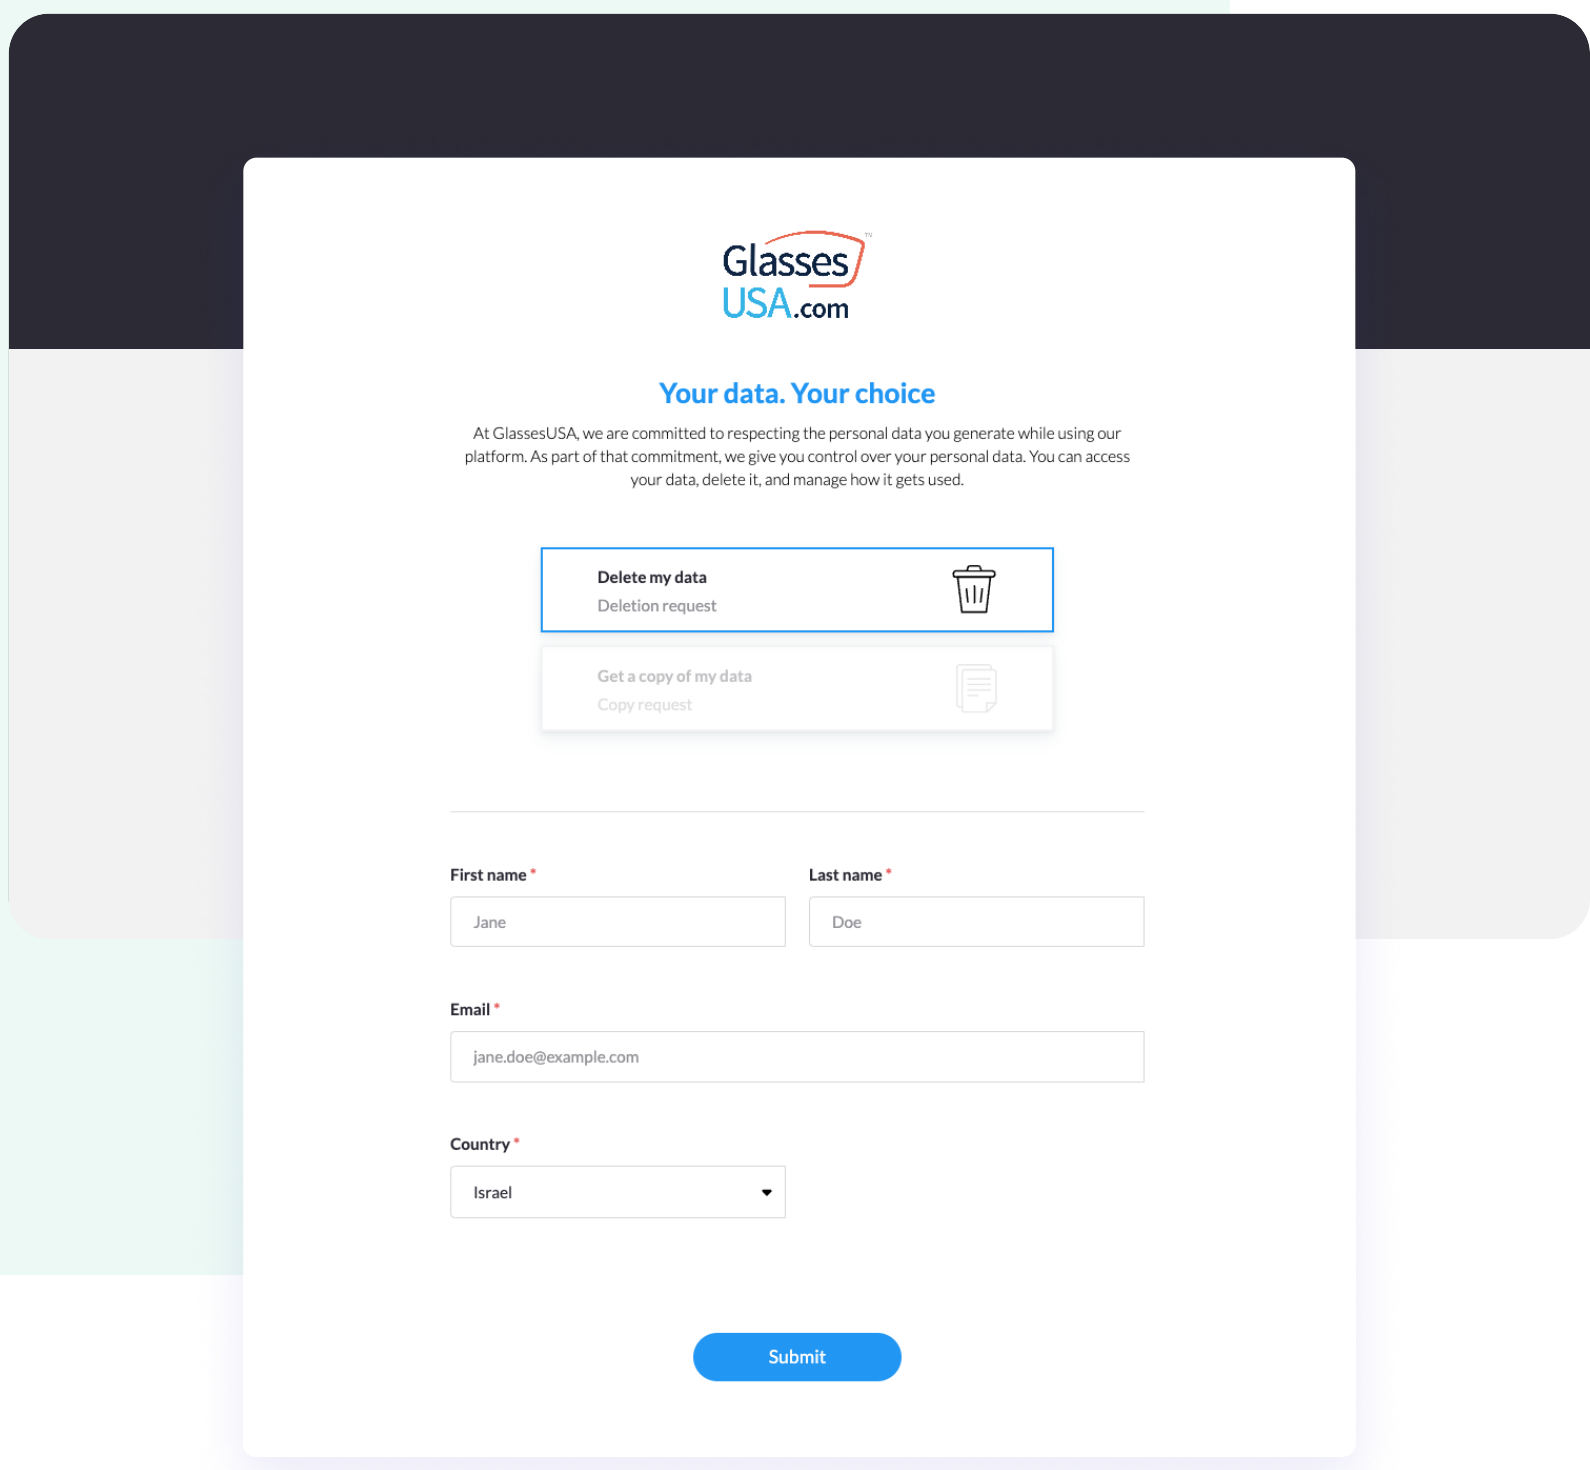 Glasses ™
USA.com
Your data. Your choice
At GlassesUSA, we are committed to respecting the personal data you generate while using our
platform. As part of that commitment, we give you control over your personal data. You can access
your data, delete it, and manage how it gets used.
Delete my data
Deletion request
Get a copy of my data
Copy request
First name * Last name *
Jane Doe
Email *
jane.doe@example.com
Country *
Israel
Submit